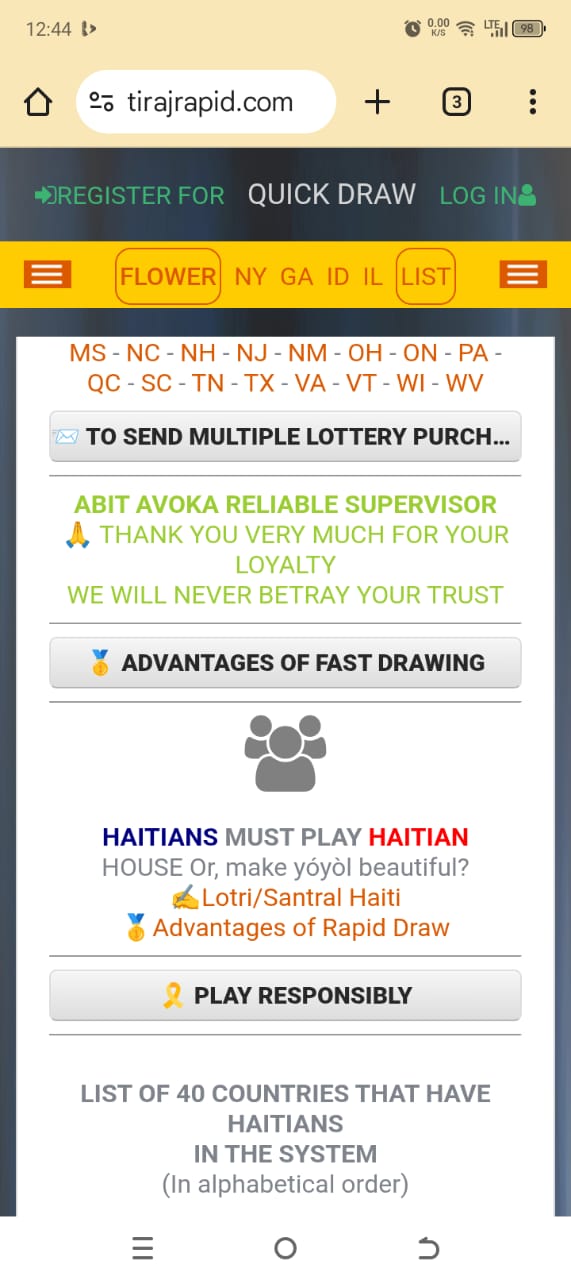 12:44
0.00
K/S
LTE
98
tirajrapid.com
3
REGISTER FOR QUICK DRAW LOG IN
FLOWER NY GA ID IL LIST
MS - NC - NH - NJ - NM - OH - ON - PA -
QC - SC - TN - TX - VA - VT - WI - WV
📨 TO SEND MULTIPLE LOTTERY PURCH...
ABIT AVOKA RELIABLE SUPERVISOR
🙏 THANK YOU VERY MUCH FOR YOUR
LOYALTY
WE WILL NEVER BETRAY YOUR TRUST
🥇 ADVANTAGES OF FAST DRAWING
HAITIANS MUST PLAY HAITIAN
HOUSE Or, make yóyòl beautiful?
✍️Lotri/Santral Haiti
🥇Advantages of Rapid Draw
🎗️ PLAY RESPONSIBLY
LIST OF 40 COUNTRIES THAT HAVE
HAITIANS
IN THE SYSTEM
(In alphabetical order)